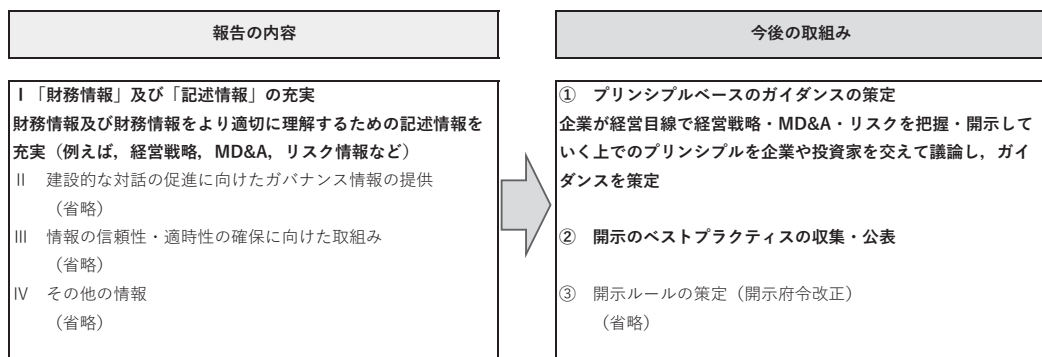 報告の内容
Ⅰ 「財務情報」及び「記述情報」の充実
財務情報及び財務情報をより適切に理解するための記述情報を
充実（例えば，経営戦略，MD&A，リスク情報など）
Ⅱ 建設的な対話の促進に向けたガバナンス情報の提供
（省略）
Ⅲ 情報の信頼性・適時性の確保に向けた取組み
（省略）
Ⅳ その他の情報
（省略）
今後の取組み
① プリンシプルベースのガイダンスの策定
企業が経営目線で経営戦略・MD&A・リスクを把握・開示して
いく上でのプリンシプルを企業や投資家を交えて議論し，ガイ
ダンスを策定
② 開示のベストプラクティスの収集・公表
③ 開示ルールの策定（開示府令改正）
（省略）